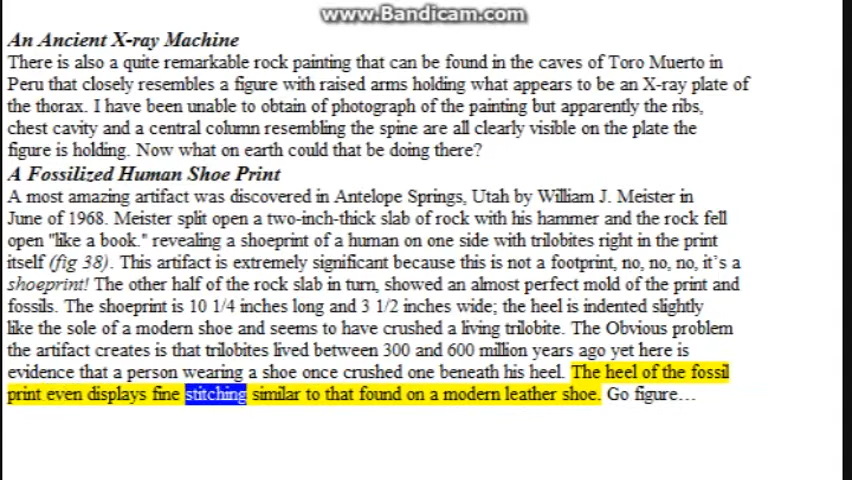 www.Bandicam.com
An Ancient X-ray Machine
There is also a quite remarkable rock painting that can be found in the caves of Toro Muerto in
Peru that closely resembles a figure with raised arms holding what appears to be an X-ray plate of
the thorax. I have been unable to obtain of photograph of the painting but apparently the ribs,
chest cavity and a central column resembling the spine are all clearly visible on the plate the
figure is holding. Now what on earth could that be doing there?
A Fossilized Human Shoe Print
A most amazing artifact was discovered in Antelope Springs, Utah by William J. Meister in
June of 1968. Meister split open a two-inch-thick slab of rock with his hammer and the rock fell
open "like a book." revealing a shoeprint of a human on one side with trilobites right in the print
itself (fig 38). This artifact is extremely significant because this is not a footprint, no, no, no, it's a
shoeprint! The other half of the rock slab in turn, showed an almost perfect mold of the print and
fossils. The shoeprint is 10 1/4 inches long and 3 1/2 inches wide; the heel is indented slightly
like the sole of a modern shoe and seems to have crushed a living trilobite. The Obvious problem
the artifact creates is that trilobites lived between 300 and 600 million years ago yet here is
evidence that a person wearing a shoe once crushed one beneath his heel. The heel of the fossil
print even displays fine stitching similar to that found on a modern leather shoe. Go figure…